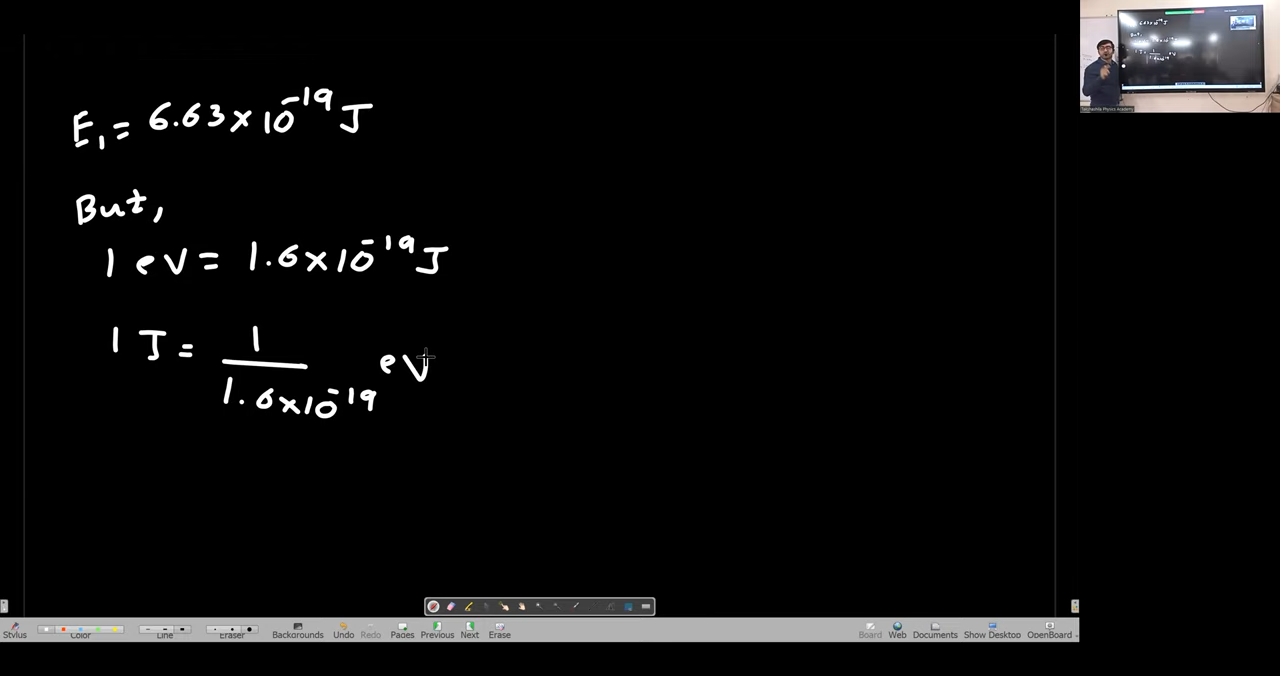 E₁ = 6.63×10⁻¹⁹ J
But,
1 eV = 1.6×10⁻¹⁹ J
1 J = 1 / 1.6×10⁻¹⁹ eV
Stylus Color Line Eraser Backgrounds Undo Redo Pages Previous Next Erase Board Web Documents Show Desktop OpenBoard